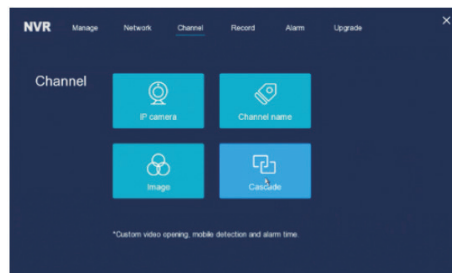 NVR Manage Network Channel Record Alarm Upgrade
Channel
IP camera Channel name
Image Cascade
*Custom video opening, mobile detection and alarm time.